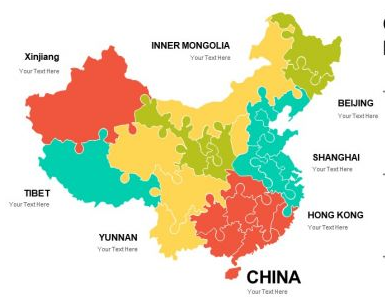 INNER MONGOLIA
Your Text Here
Xinjiang
Your Text Here
BEIJING
Your Text Here
SHANGHAI
Your Text Here
TIBET
Your Text Here
HONG KONG
Your Text Here
YUNNAN
Your Text Here
CHINA
Your Text Here